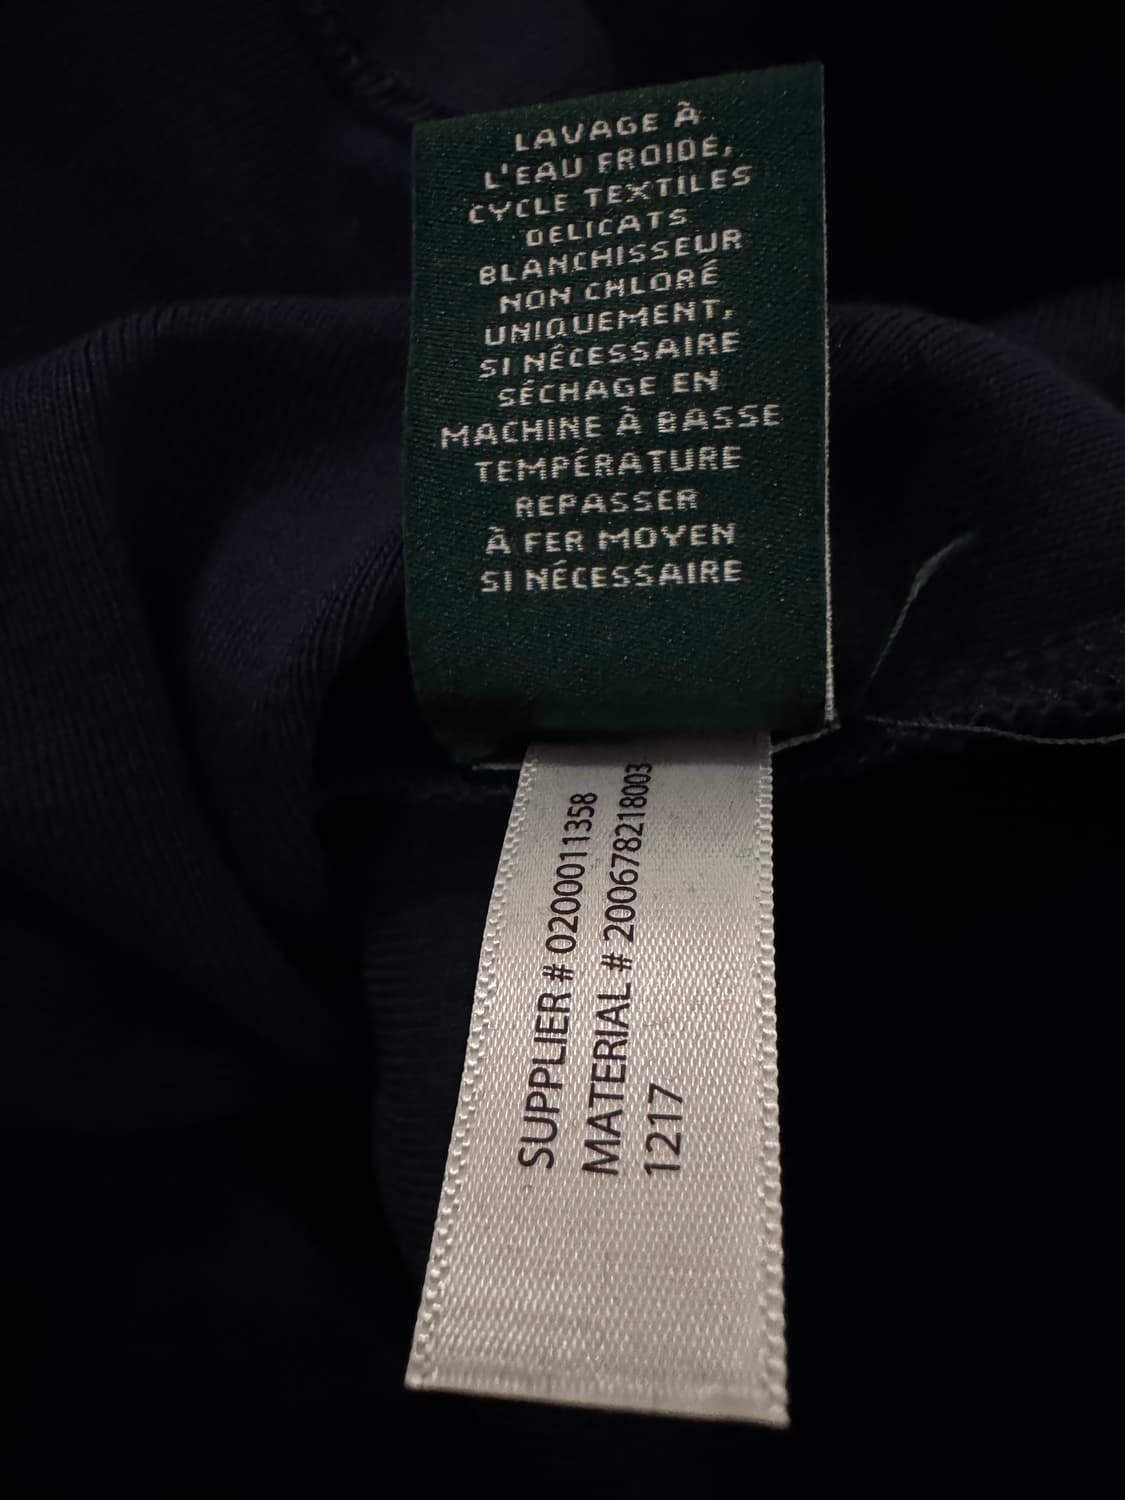 LAVAGE À
L'EAU FROIDE,
CYCLE TEXTILES
DELICATS
BLANCHISSEUR
NON CHLORÉ
UNIQUEMENT,
SI NÉCESSAIRE
SÉCHAGE EN
MACHINE À BASSE
TEMPÉRATURE
REPASSER
À FER MOYEN
SI NÉCESSAIRE
SUPPLIER # 0200011358
MATERIAL # 200678218003
1217